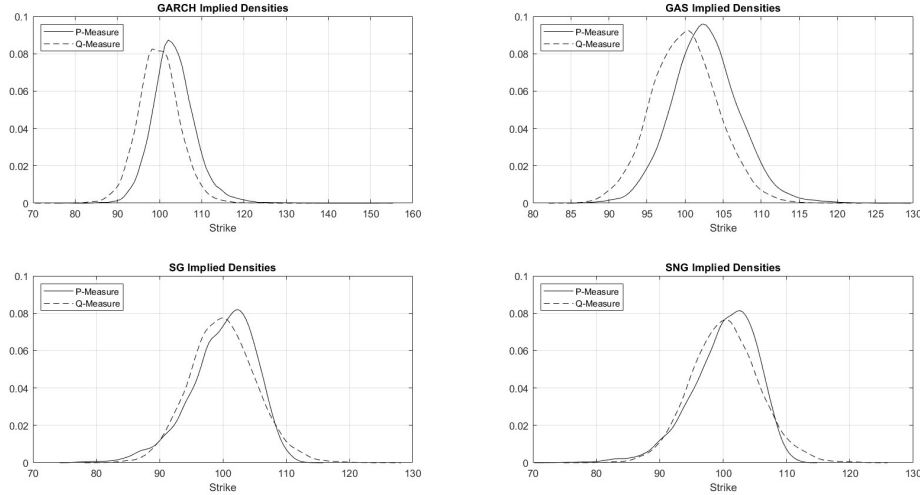 GARCH Implied Densities
0.1
0.08
0.06
0.04
0.02
0
P-Measure
Q-Measure
70 80 90 100 110 120 130 140 150 160
Strike
GAS Implied Densities
0.1
0.08
0.06
0.04
0.02
0
P-Measure
Q-Measure
80 85 90 95 100 105 110 115 120 125 130
Strike
SG Implied Densities
0.1
0.08
0.06
0.04
0.02
0
P-Measure
Q-Measure
70 80 90 100 110 120 130
Strike
SNG Implied Densities
0.1
0.08
0.06
0.04
0.02
0
P-Measure
Q-Measure
70 80 90 100 110 120 130
Strike